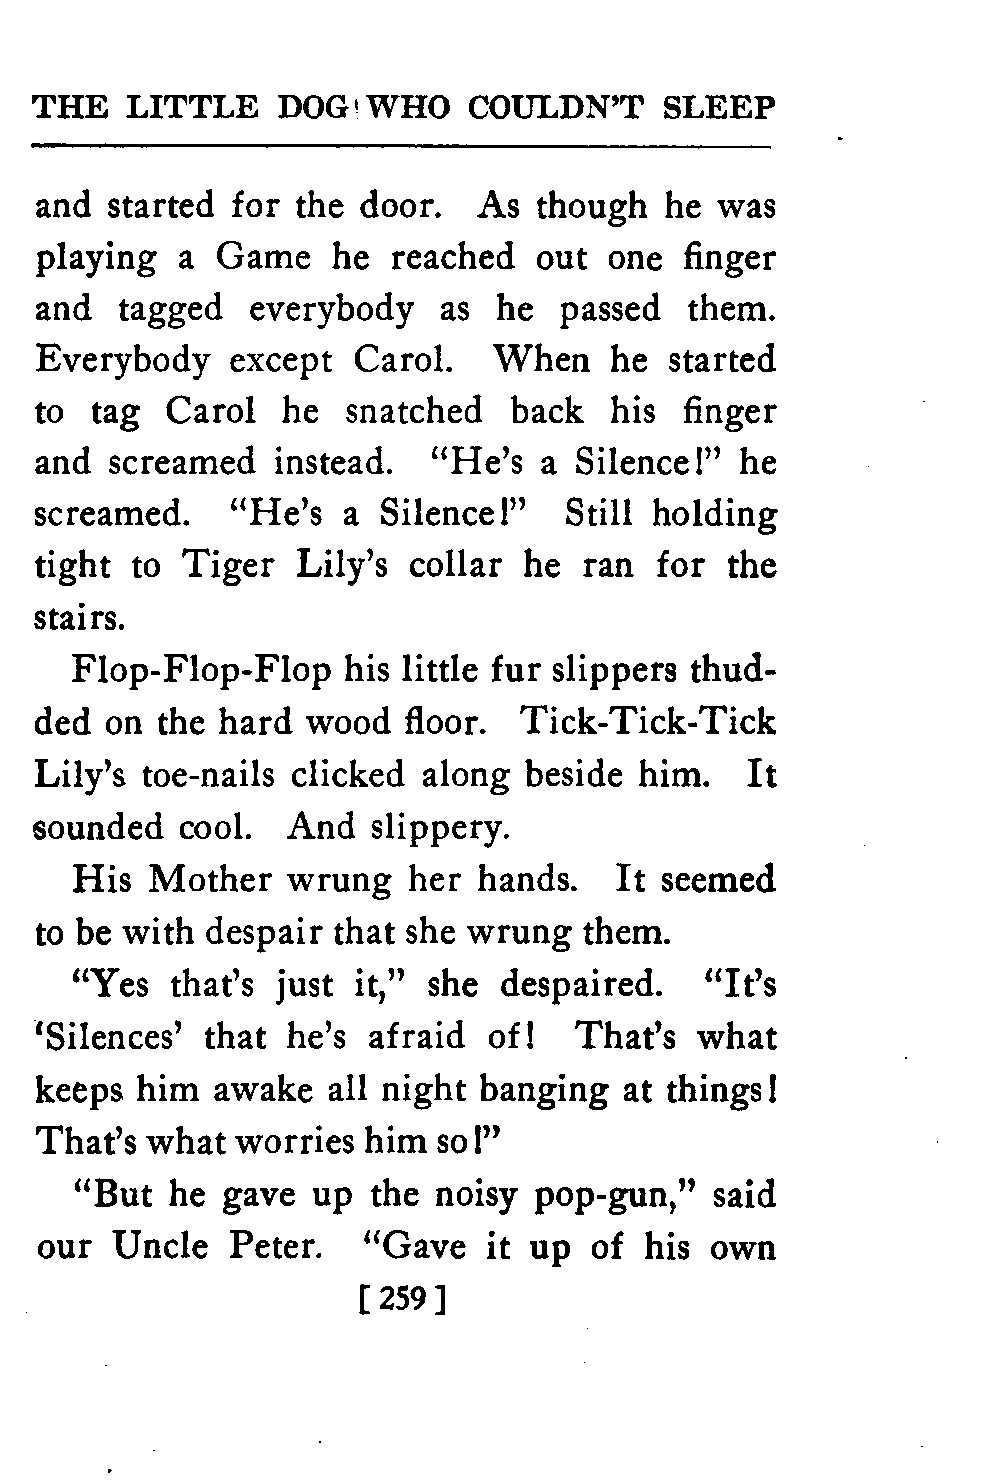 THE LITTLE DOG WHO COULDN'T SLEEP
and started for the door. As though he was
playing a Game he reached out one finger
and tagged everybody as he passed them.
Everybody except Carol. When he started
to tag Carol he snatched back his finger
and screamed instead. "He's a Silence!" he
screamed. "He's a Silence!" Still holding
tight to Tiger Lily's collar he ran for the
stairs.
Flop-Flop-Flop his little fur slippers thud-
ded on the hard wood floor. Tick-Tick-Tick
Lily's toe-nails clicked along beside him. It
sounded cool. And slippery.
His Mother wrung her hands. It seemed
to be with despair that she wrung them.
"Yes that's just it," she despaired. "It's
'Silences' that he's afraid of! That's what
keeps him awake all night banging at things!
That's what worries him so!"
"But he gave up the noisy pop-gun," said
our Uncle Peter. "Gave it up of his own
[259]